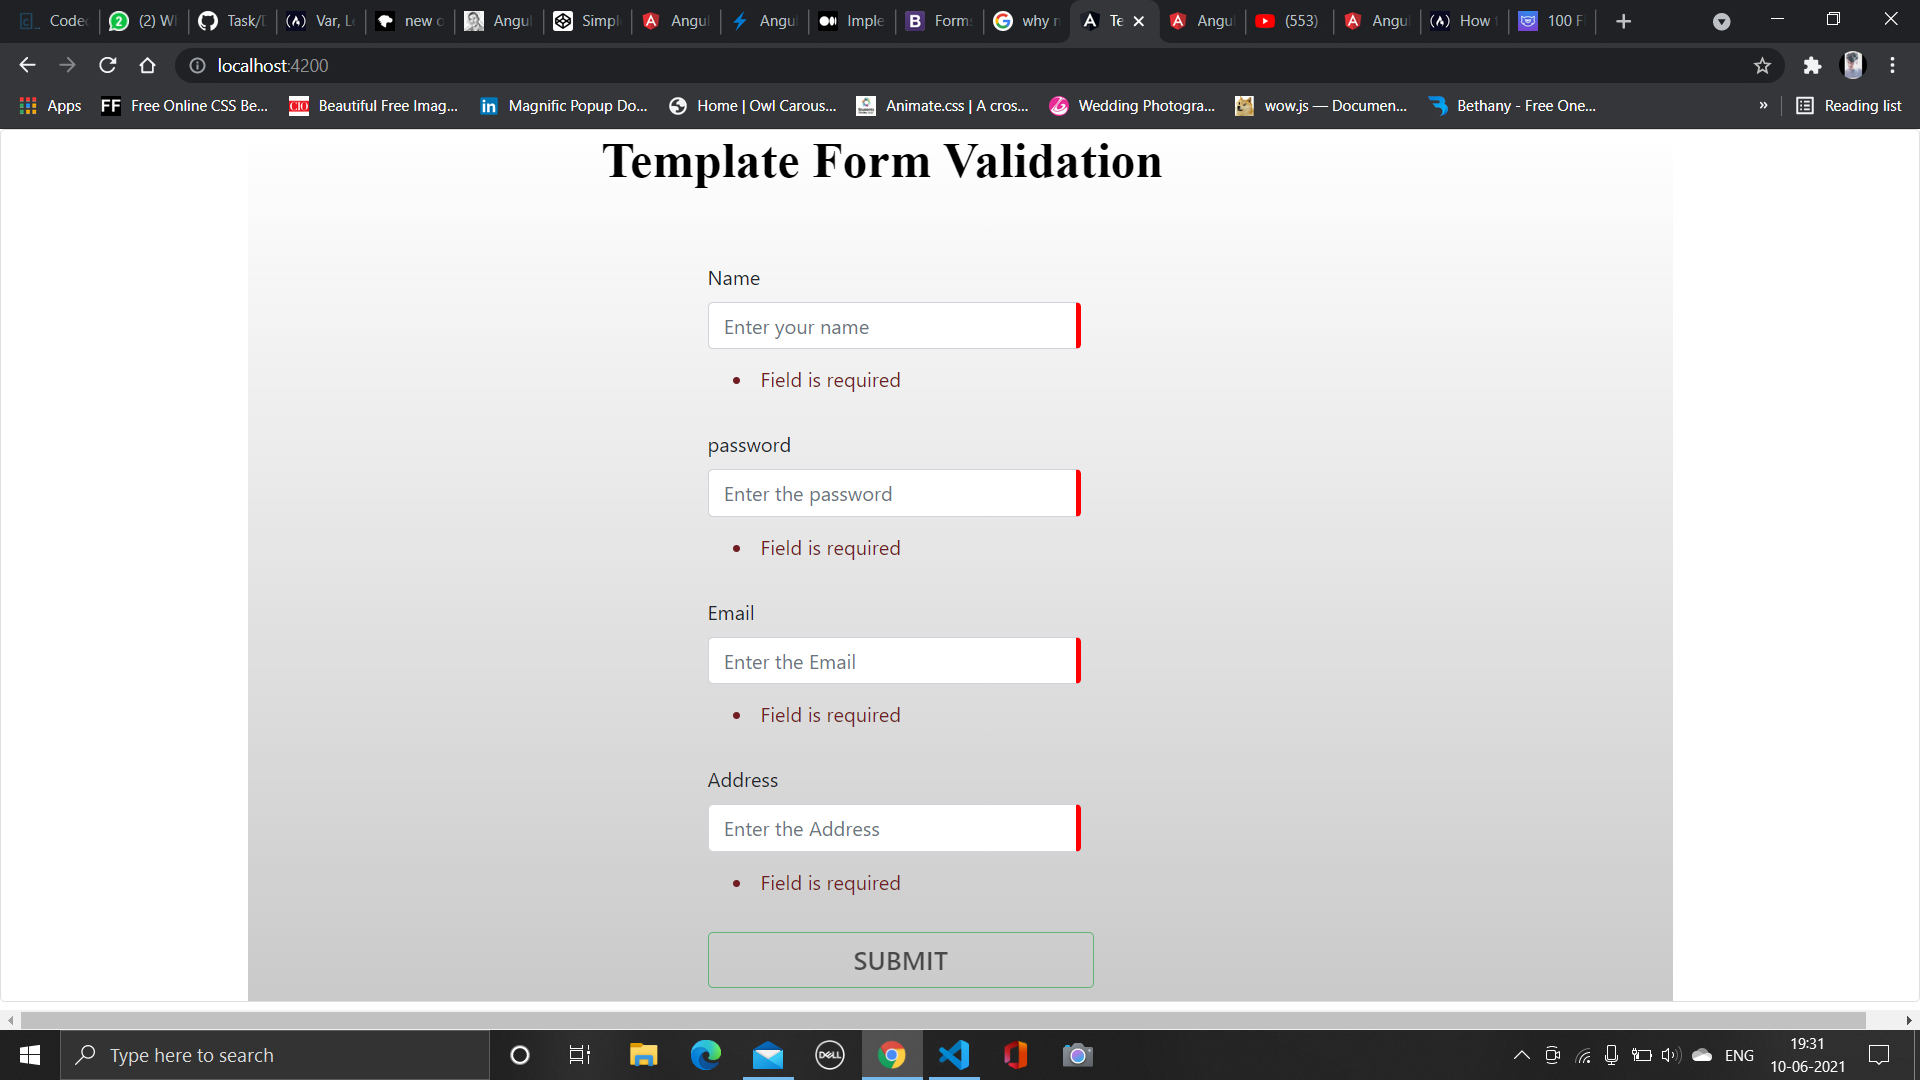 Codec (2) Wh Task/D Var, Le new c Angul Simpl Angul Angul Imple Form: why n Te Angul (553) Angul How 100 F
localhost:4200
Apps Free Online CSS Be... Beautiful Free Imag... Magnific Popup Do... Home | Owl Carous... Animate.css | A cros... Wedding Photogra... wow.js — Documen... Bethany - Free One... » Reading list
Template Form Validation
Name
Enter your name
• Field is required
password
Enter the password
• Field is required
Email
Enter the Email
• Field is required
Address
Enter the Address
• Field is required
SUBMIT
Type here to search
DELL
ENG
19:31
10-06-2021